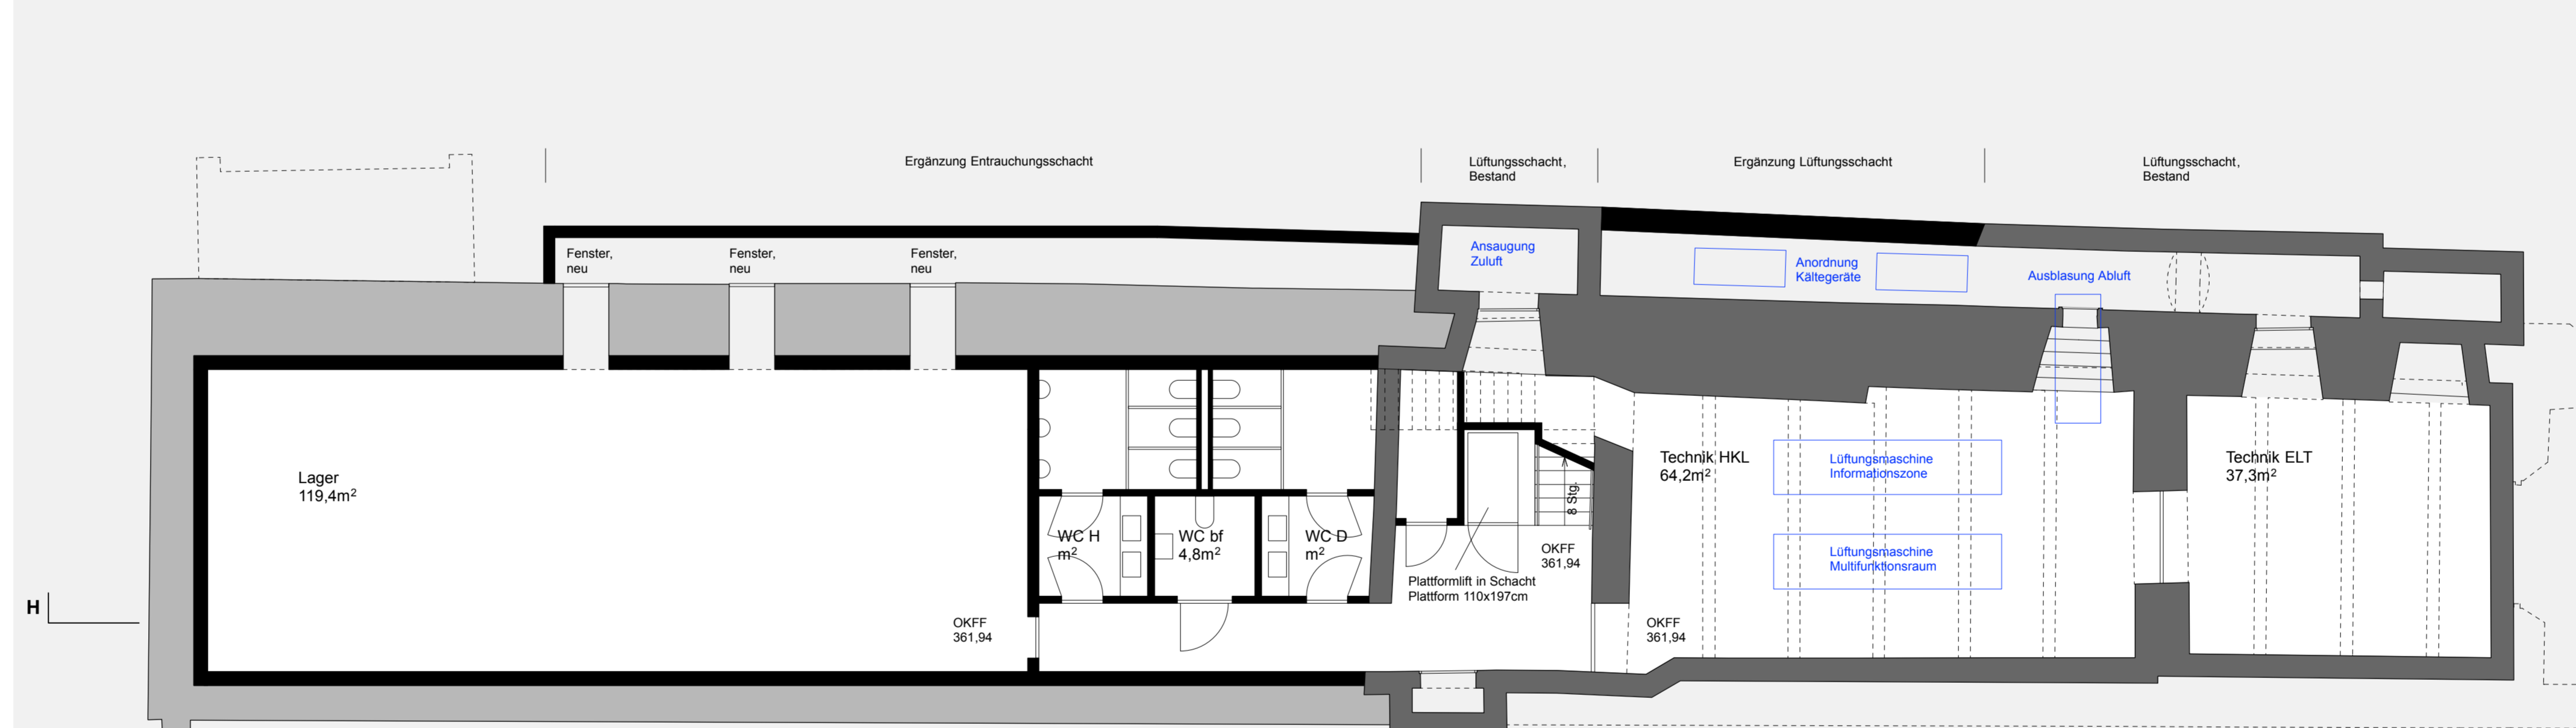 Ergänzung Entrauchungsschacht
Lüftungsschacht,
Bestand
Ergänzung Lüftungsschacht
Lüftungsschacht,
Bestand
Fenster,
neu
Fenster,
neu
Fenster,
neu
Ansaugung
Zuluft
Anordnung
Kältegeräte
Ausblasung Abluft
Lager
119,4m²
WC H
m²
WC bf
4,8m²
WC D
m²
8 Stg.
OKFF
361,94
Plattformlift in Schacht
Plattform 110x197cm
Technik HKL
64,2m²
Lüftungsmaschine
Informationszone
Lüftungsmaschine
Multifunktionsraum
Technik ELT
37,3m²
H
OKFF
361,94
OKFF
361,94